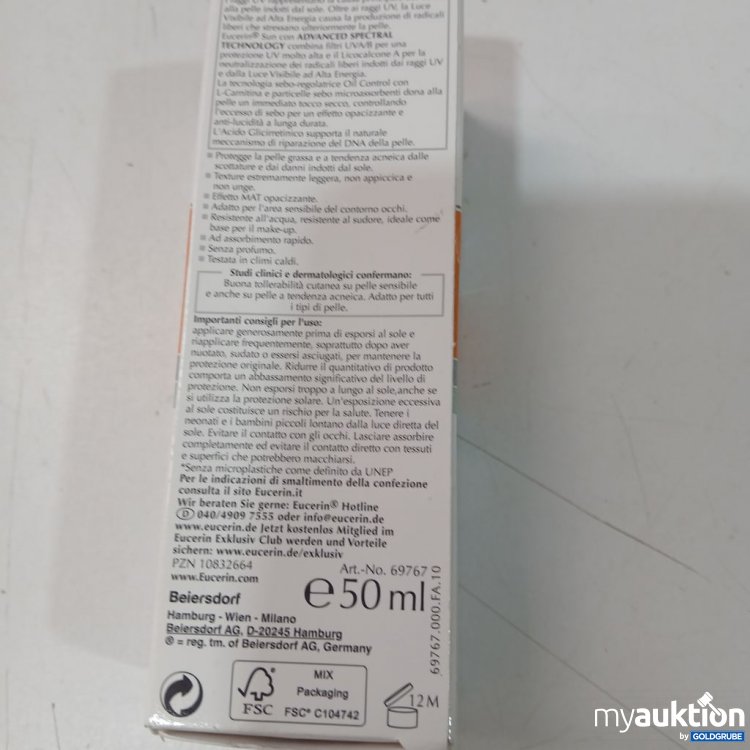 alla pelle indotti dal sole. Oltre ai raggi UV, la Luce
Visibile ad Alta Energia causa la produzione di radicali
liberi che stressano ulteriormente la pelle.
Eucerin® Sun con ADVANCED SPECTRAL
TECHNOLOGY combina filtri UVA/B per una
protezione UV molto alta e il Licocalcone A per la
neutralizzazione dei radicali liberi indotti dai raggi UV
e dalla Luce Visibile ad Alta Energia.
La tecnologia sebo-regolatrice Oil Control con
L-Carnitina e particelle sebo microassorbenti dona alla
pelle un immediato tocco secco, controllando
l'eccesso di sebo per un effetto opacizzante e
anti-lucidità a lunga durata.
L'Acido Glicirretinico supporta il naturale
meccanismo di riparazione del DNA della pelle.
Protegge la pelle grassa e a tendenza acneica dalle
scottature e dai danni indotti dal sole.
Texture estremamente leggera, non appiccica e
non unge.
Effetto MAT opacizzante.
Adatto per l'area sensibile del contorno occhi.
Resistente all'acqua, resistente al sudore, ideale come
base per il make-up.
Ad assorbimento rapido.
Senza profumo.
Testata in climi caldi.
Studi clinici e dermatologici confermano:
Buona tollerabilità cutanea su pelle sensibile
e anche su pelle a tendenza acneica. Adatto per tutti
i tipi di pelle.
Importanti consigli per l'uso:
applicare generosamente prima di esporsi al sole e
riapplicare frequentemente, soprattutto dopo aver
nuotato, sudato o essersi asciugati, per mantenere la
protezione originale. Ridurre il quantitativo di prodotto
comporta un abbassamento significativo del livello di
protezione. Non esporsi troppo a lungo al sole,anche se
si utilizza la protezione solare. Un'esposizione eccessiva
al sole costituisce un rischio per la salute. Tenere i
neonati e i bambini piccoli lontano dalla luce diretta del
sole. Evitare il contatto con gli occhi. Lasciare assorbire
completamente ed evitare il contatto diretto con tessuti
e superfici che potrebbero macchiarsi.
*Senza microplastiche come definito da UNEP
Per le indicazioni di smaltimento della confezione
consulta il sito Eucerin.it
Wir beraten Sie gerne: Eucerin® Hotline
D 040/4909 7555 oder info@eucerin.de
www.eucerin.de Jetzt kostenlos Mitglied im
Eucerin Exklusiv Club werden und Vorteile
sichern: www.eucerin.de/exklusiv
PZN 10832664
Art.-No. 69767
www.Eucerin.com
e 50 ml
69767.000.FA.10
Beiersdorf
Hamburg - Wien - Milano
Beiersdorf AG, D-20245 Hamburg
® = reg. tm. of Beiersdorf AG, Germany
FSC
MIX
Packaging
FSC® C104742
12 M
myauktion
by GOLDGRUBE